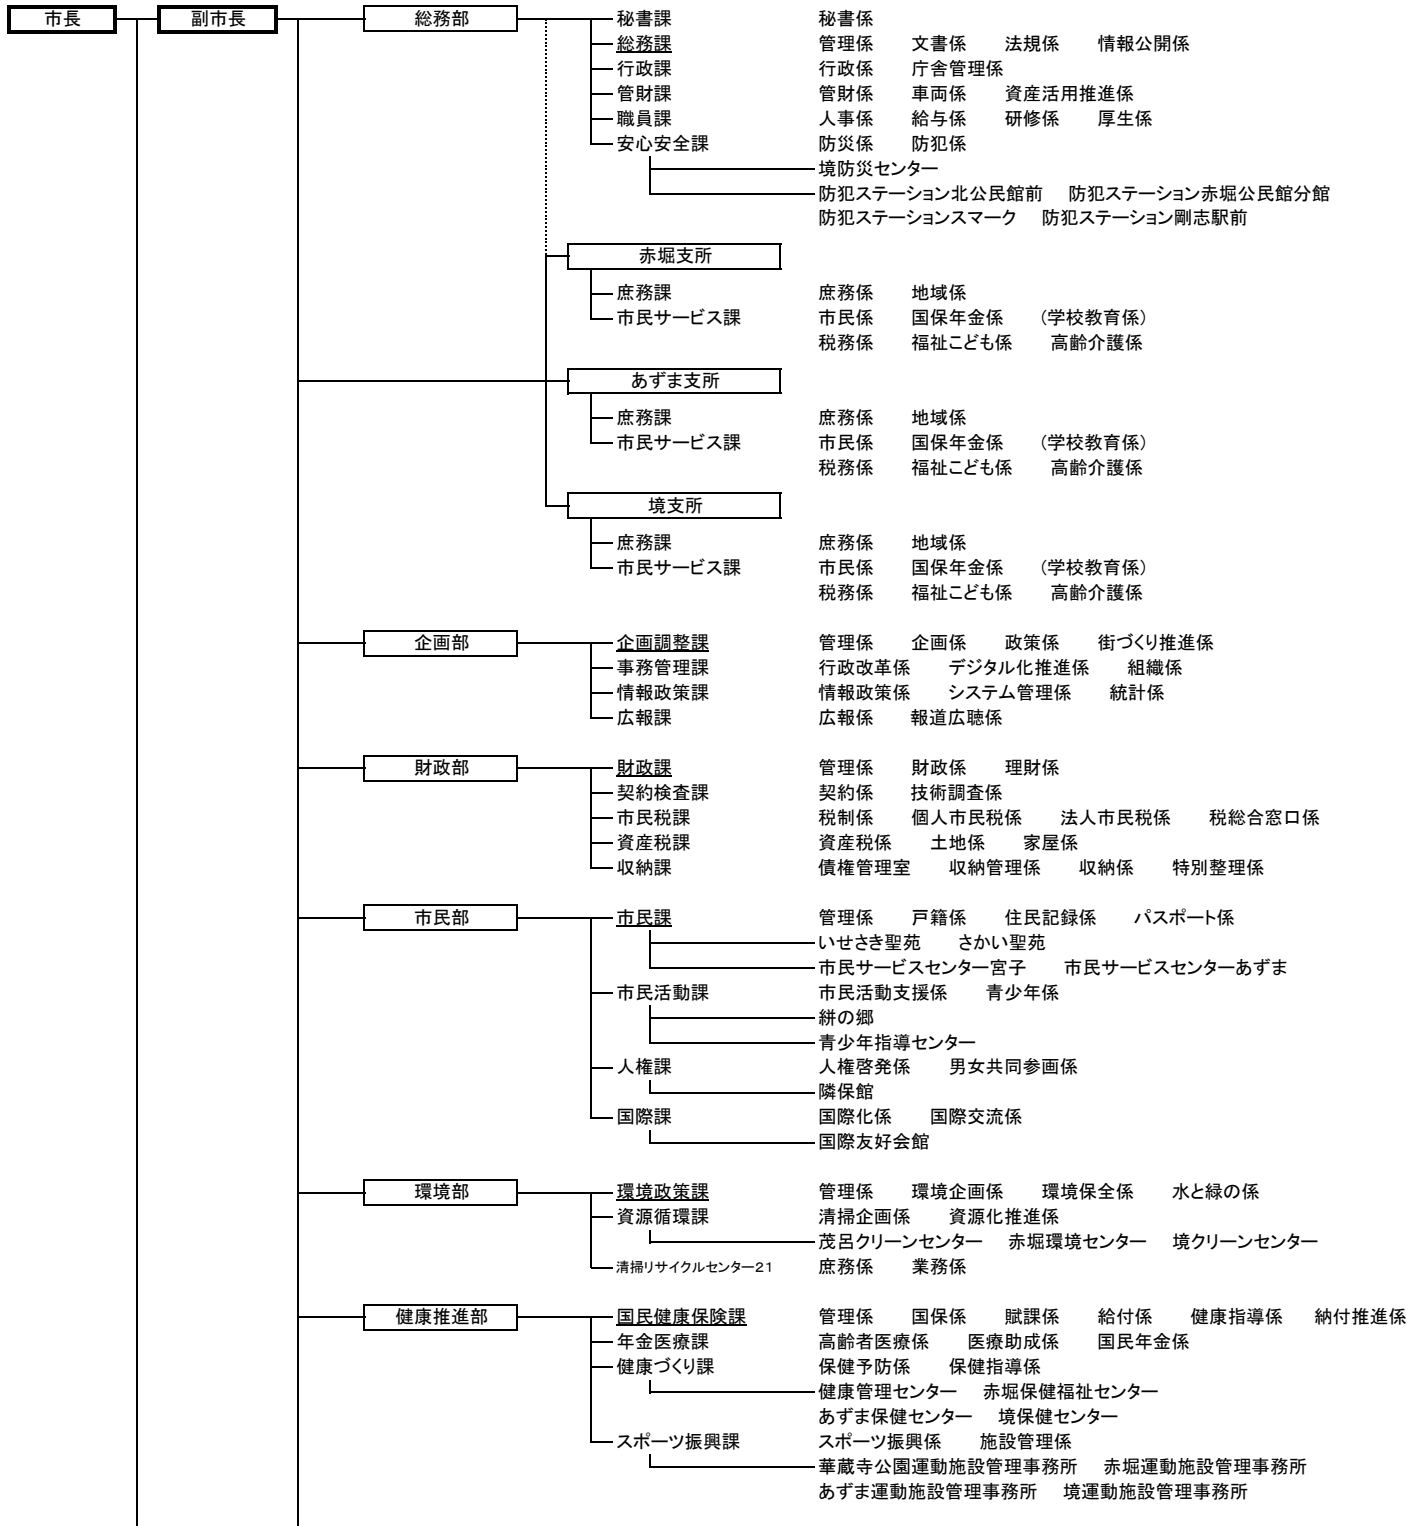 市長 副市長 総務部 秘書課 秘書係
総務課 管理係 文書係 法規係 情報公開係
行政課 行政係 庁舎管理係
管財課 管財係 車両係 資産活用推進係
職員課 人事係 給与係 研修係 厚生係
安心安全課 防災係 防犯係
境防災センター
防犯ステーション北公民館前 防犯ステーション赤堀公民館分館
防犯ステーションスマーク 防犯ステーション剛志駅前
赤堀支所
庶務課 庶務係 地域係
市民サービス課 市民係 国保年金係 (学校教育係)
税務係 福祉こども係 高齢介護係
あずま支所
庶務課 庶務係 地域係
市民サービス課 市民係 国保年金係 (学校教育係)
税務係 福祉こども係 高齢介護係
境支所
庶務課 庶務係 地域係
市民サービス課 市民係 国保年金係 (学校教育係)
税務係 福祉こども係 高齢介護係
企画部 企画調整課 管理係 企画係 政策係 街づくり推進係
事務管理課 行政改革係 デジタル化推進係 組織係
情報政策課 情報政策係 システム管理係 統計係
広報課 広報係 報道広聴係
財政部 財政課 管理係 財政係 理財係
契約検査課 契約係 技術調査係
市民税課 税制係 個人市民税係 法人市民税係 税総合窓口係
資産税課 資産税係 土地係 家屋係
収納課 債権管理室 収納管理係 収納係 特別整理係
市民部 市民課 管理係 戸籍係 住民記録係 パスポート係
いせさき聖苑 さかい聖苑
市民サービスセンター宮子 市民サービスセンターあずま
市民活動課 市民活動支援係 青少年係
絣の郷
青少年指導センター
人権課 人権啓発係 男女共同参画係
隣保館
国際課 国際化係 国際交流係
国際友好会館
環境部 環境政策課 管理係 環境企画係 環境保全係 水と緑の係
資源循環課 清掃企画係 資源化推進係
茂呂クリーンセンター 赤堀環境センター 境クリーンセンター
清掃リサイクルセンター21 庶務係 業務係
健康推進部 国民健康保険課 管理係 国保係 賦課係 給付係 健康指導係 納付推進係
年金医療課 高齢者医療係 医療助成係 国民年金係
健康づくり課 保健予防係 保健指導係
健康管理センター 赤堀保健福祉センター
あずま保健センター 境保健センター
スポーツ振興課 スポーツ振興係 施設管理係
華蔵寺公園運動施設管理事務所 赤堀運動施設管理事務所
あずま運動施設管理事務所 境運動施設管理事務所